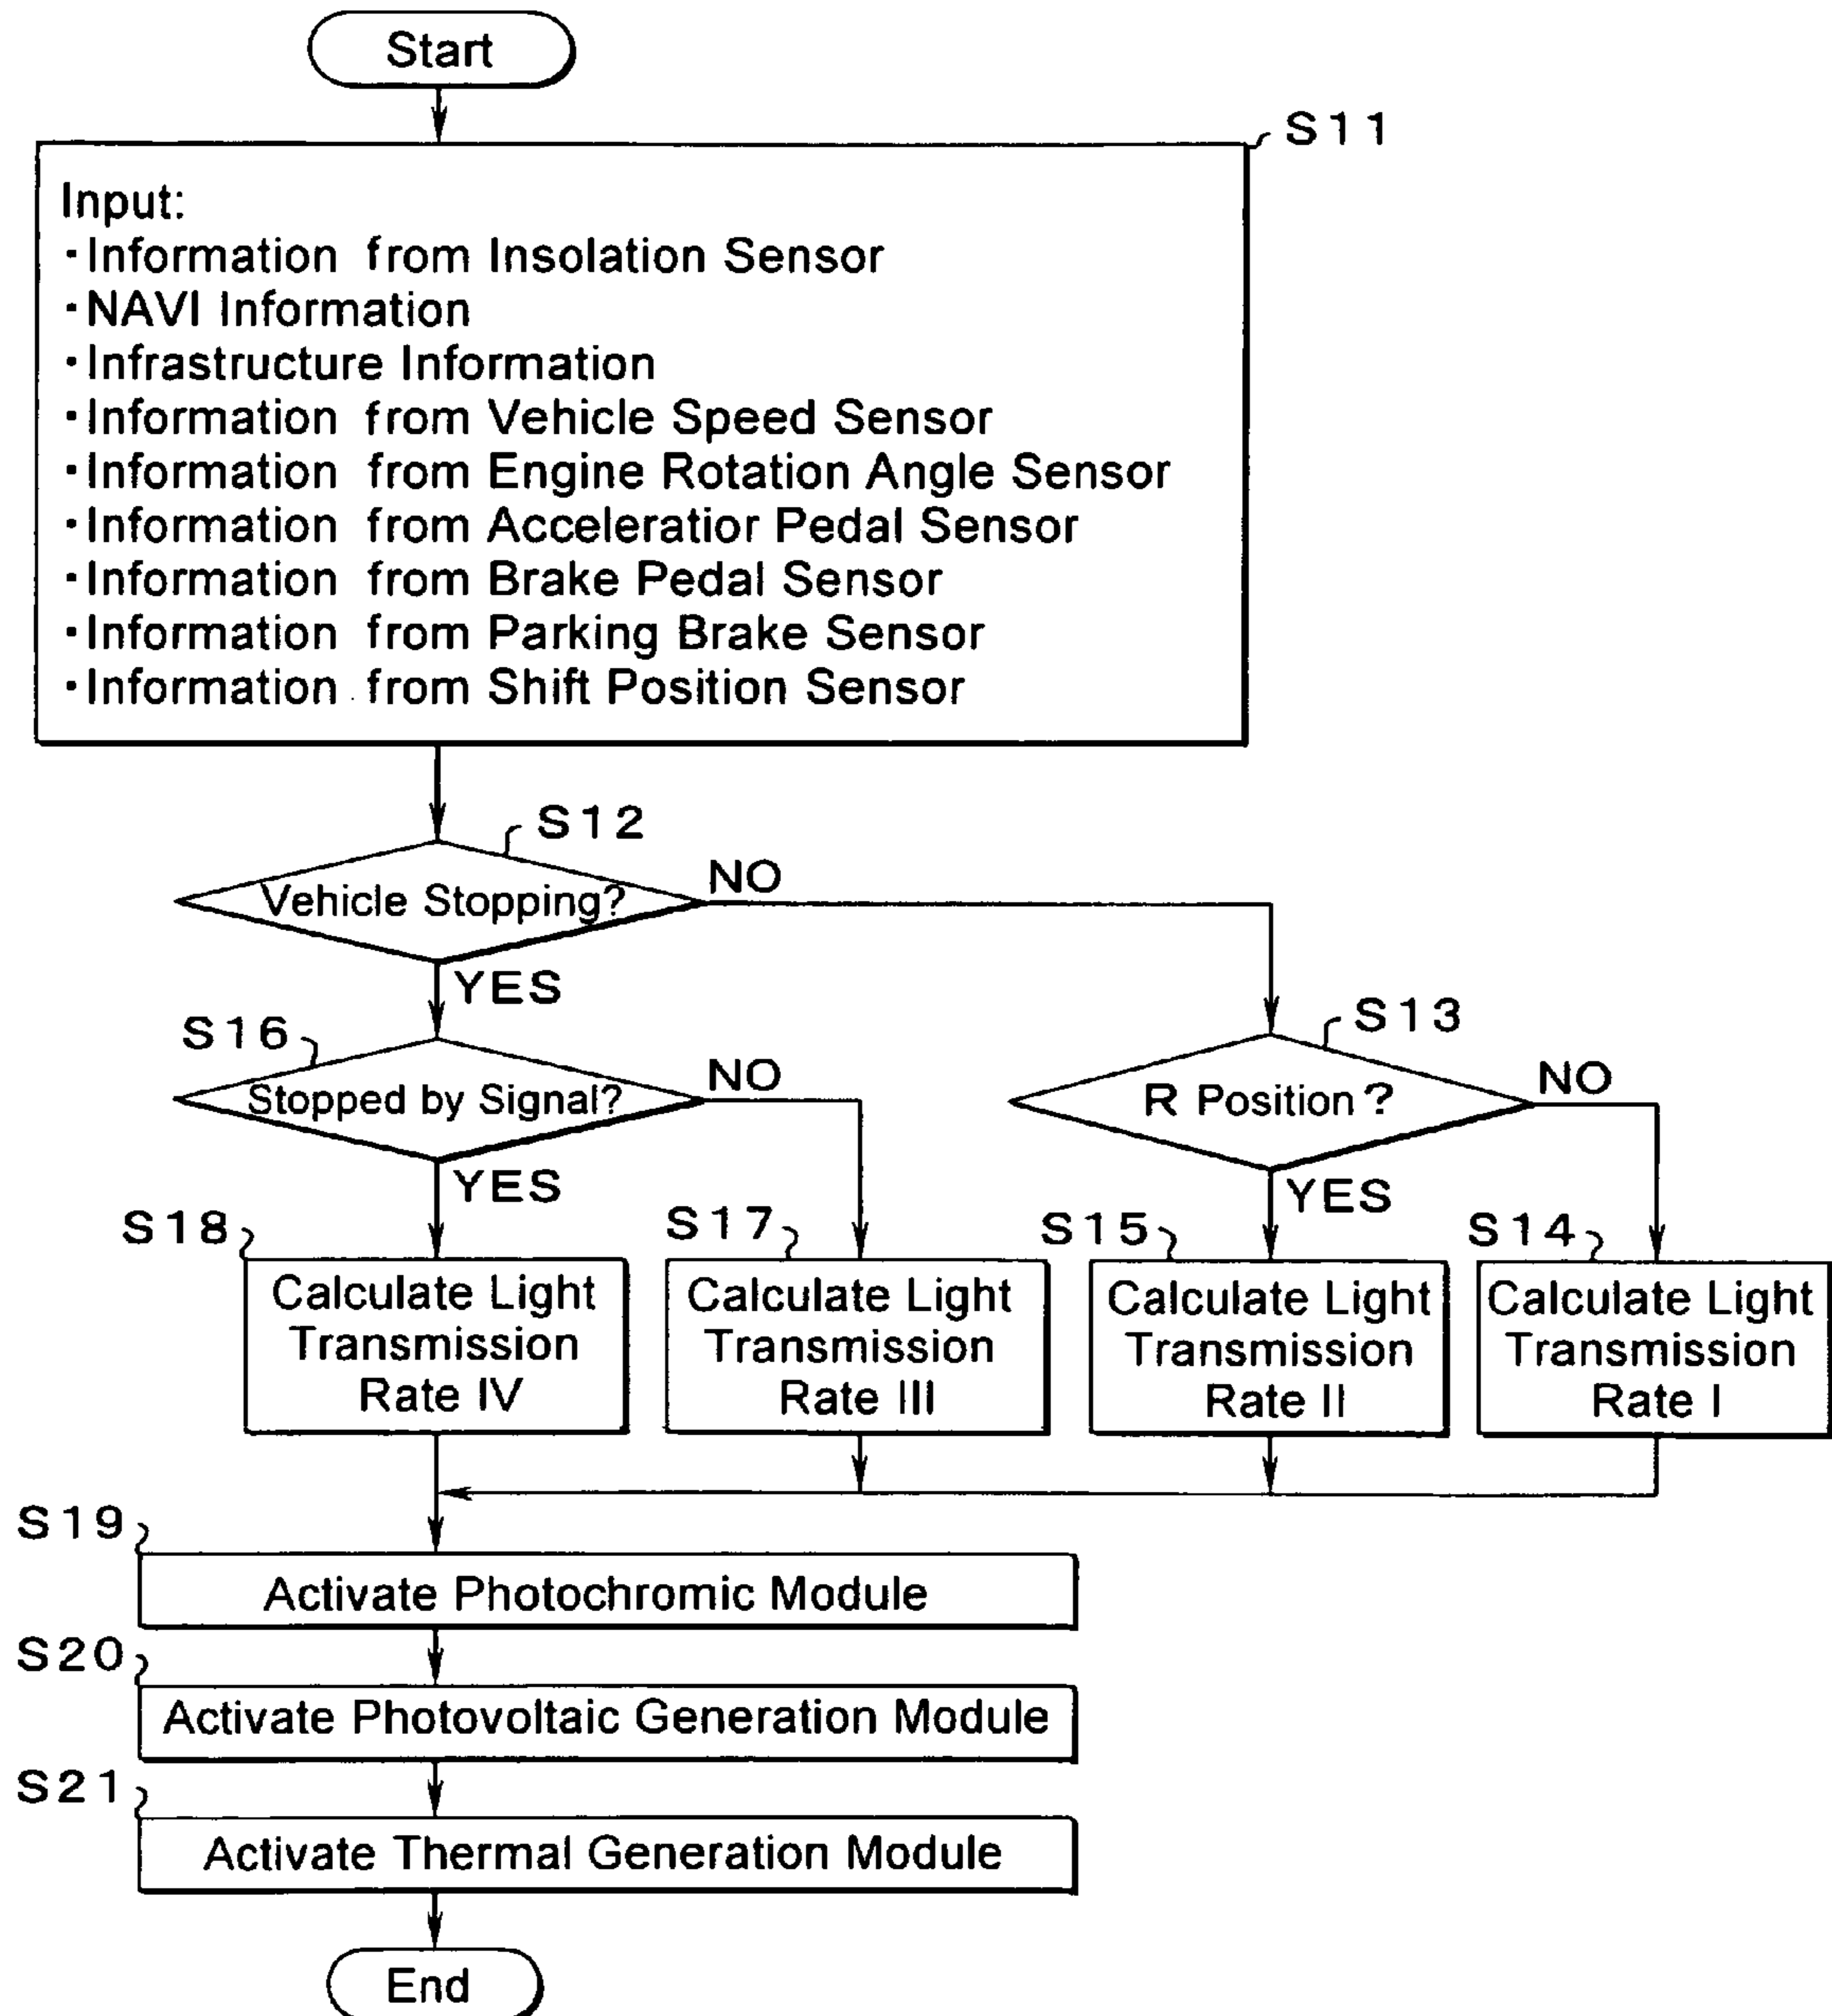 Start
S11
Input:
・Information from Insolation Sensor
・NAVI Information
・Infrastructure Information
・Information from Vehicle Speed Sensor
・Information from Engine Rotation Angle Sensor
・Information from Acceleratior Pedal Sensor
・Information from Brake Pedal Sensor
・Information from Parking Brake Sensor
・Information from Shift Position Sensor
S12
Vehicle Stopping?
NO
YES
S16
Stopped by Signal?
NO
YES
S13
R Position?
NO
YES
S18
Calculate Light
Transmission
Rate IV
S17
Calculate Light
Transmission
Rate III
S15
Calculate Light
Transmission
Rate II
S14
Calculate Light
Transmission
Rate I
S19
Activate Photochromic Module
S20
Activate Photovoltaic Generation Module
S21
Activate Thermal Generation Module
End